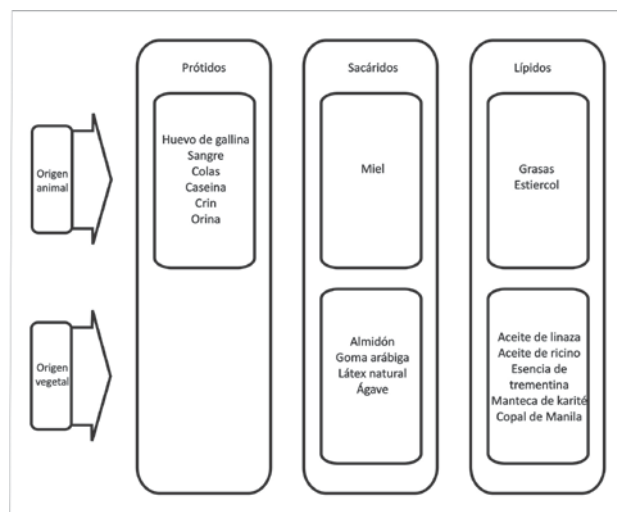 Prótidos
Sacáridos
Lípidos
Origen
animal
Huevo de gallina
Sangre
Colas
Caseina
Crin
Orina
Miel
Grasas
Estiercol
Origen
vegetal
Almidón
Goma arábiga
Látex natural
Ágave
Aceite de linaza
Aceite de ricino
Esencia de
trementina
Manteca de karité
Copal de Manila